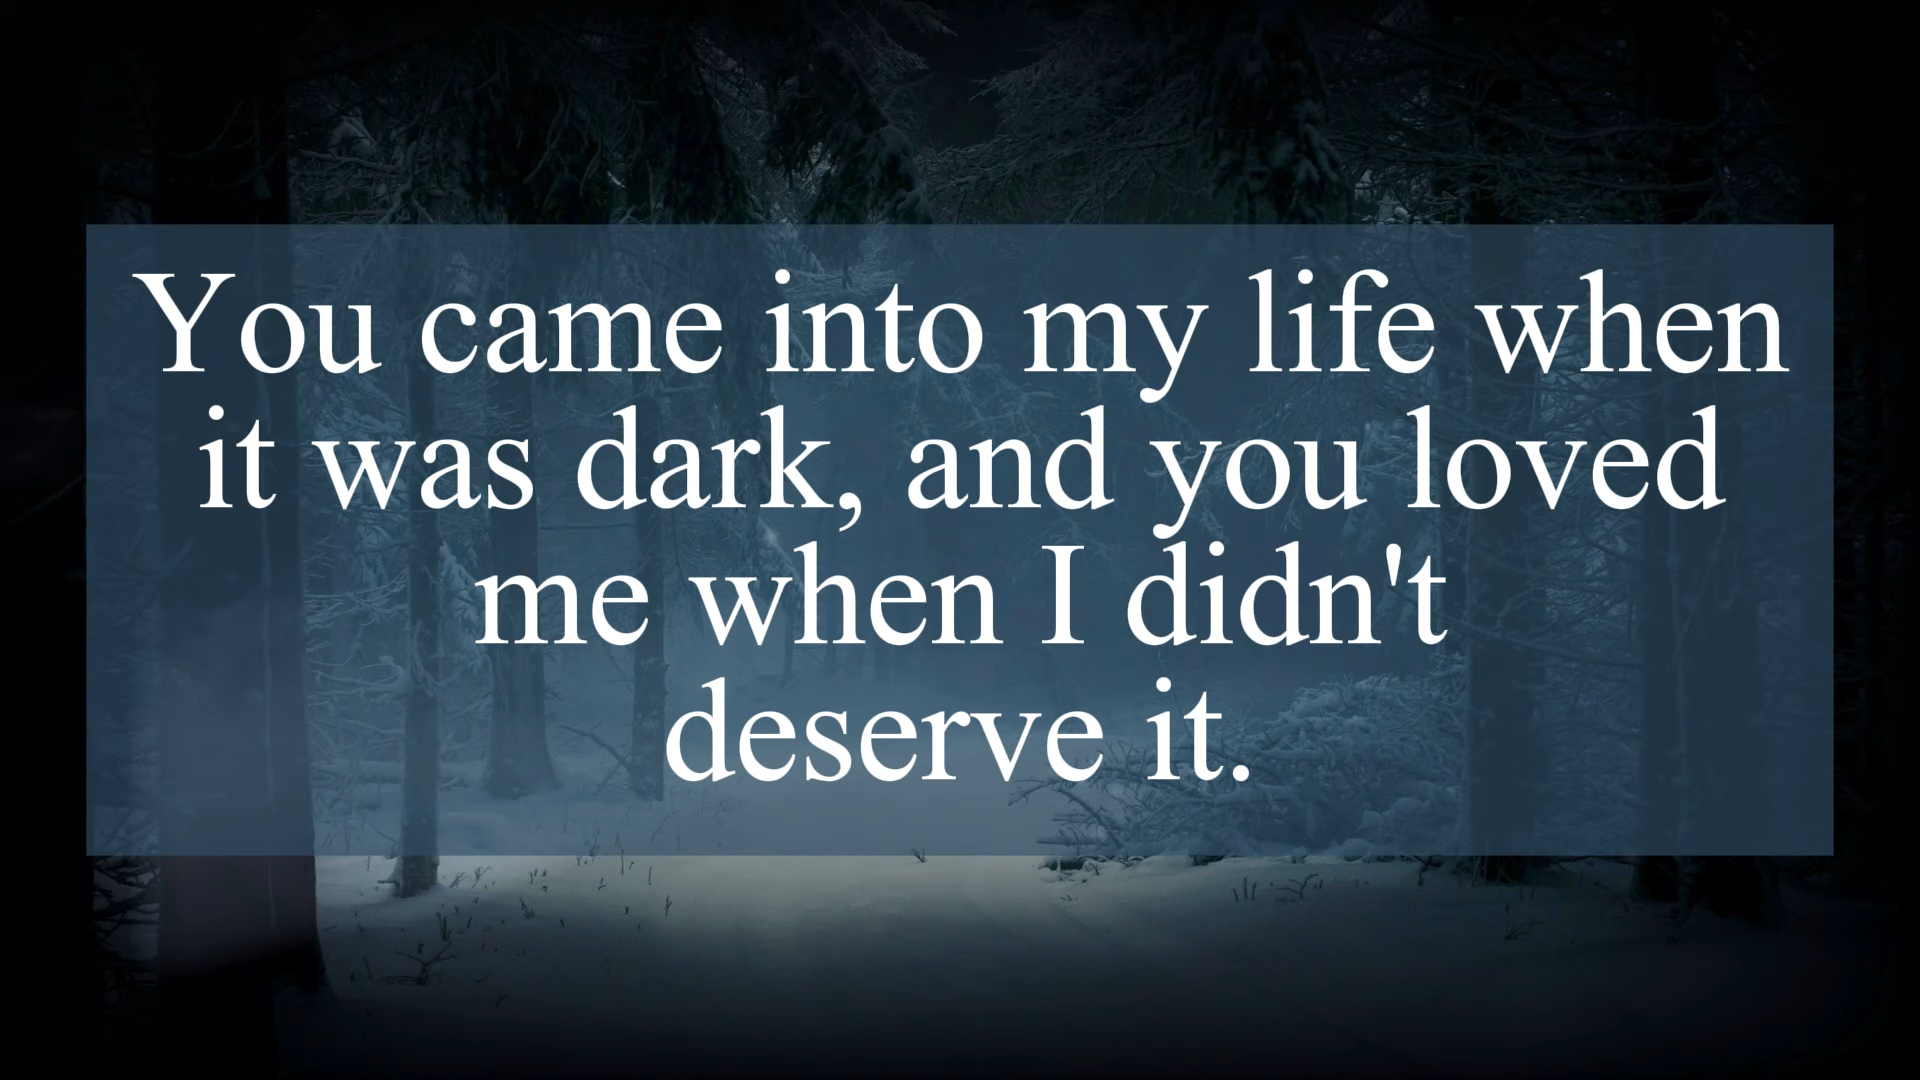 You came into my life when
it was dark, and you loved
me when I didn't
deserve it.